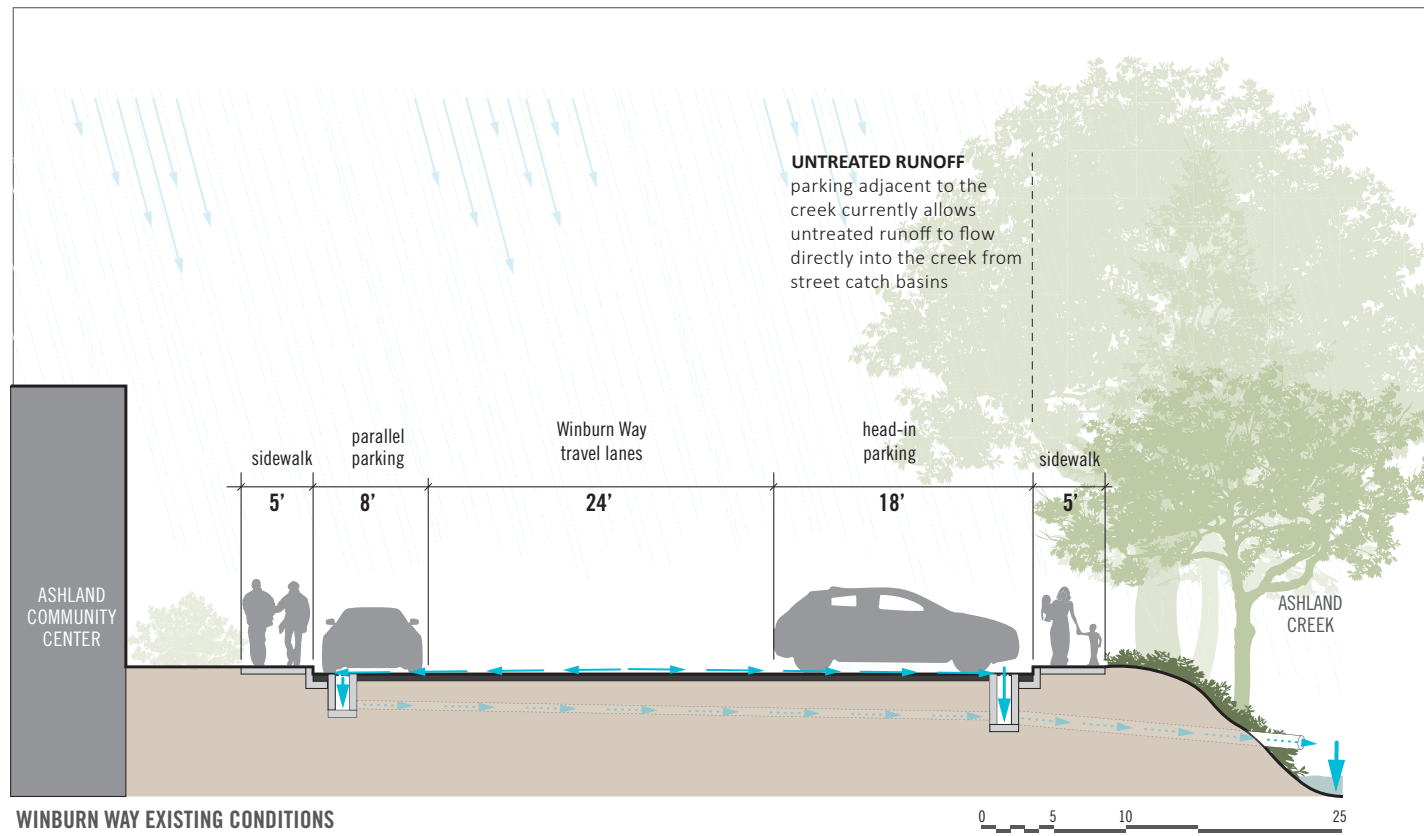 UNTREATED RUNOFF
parking adjacent to the
creek currently allows
untreated runoff to flow
directly into the creek from
street catch basins
sidewalk
parallel
parking
Winburn Way
travel lanes
head-in
parking
sidewalk
5’
8’
24’
18’
5’
ASHLAND
COMMUNITY
CENTER
ASHLAND
CREEK
WINBURN WAY EXISTING CONDITIONS
0 5 10 25